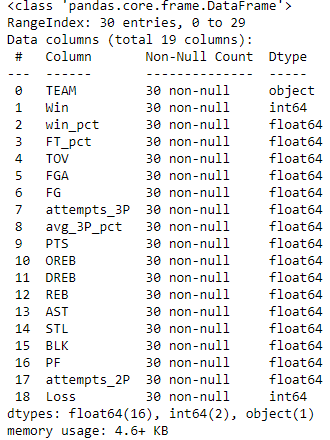 <class 'pandas.core.frame.DataFrame'>
RangeIndex: 30 entries, 0 to 29
Data columns (total 19 columns):
 #   Column       Non-Null Count  Dtype
---  ------       --------------  -----
 0   TEAM         30 non-null     object
 1   Win          30 non-null     int64
 2   win_pct      30 non-null     float64
 3   FT_pct       30 non-null     float64
 4   TOV          30 non-null     float64
 5   FGA          30 non-null     float64
 6   FG           30 non-null     float64
 7   attempts_3P  30 non-null     float64
 8   avg_3P_pct   30 non-null     float64
 9   PTS          30 non-null     float64
 10  OREB         30 non-null     float64
 11  DREB         30 non-null     float64
 12  REB          30 non-null     float64
 13  AST          30 non-null     float64
 14  STL          30 non-null     float64
 15  BLK          30 non-null     float64
 16  PF           30 non-null     float64
 17  attempts_2P  30 non-null     float64
 18  Loss         30 non-null     int64
dtypes: float64(16), int64(2), object(1)
memory usage: 4.6+ KB